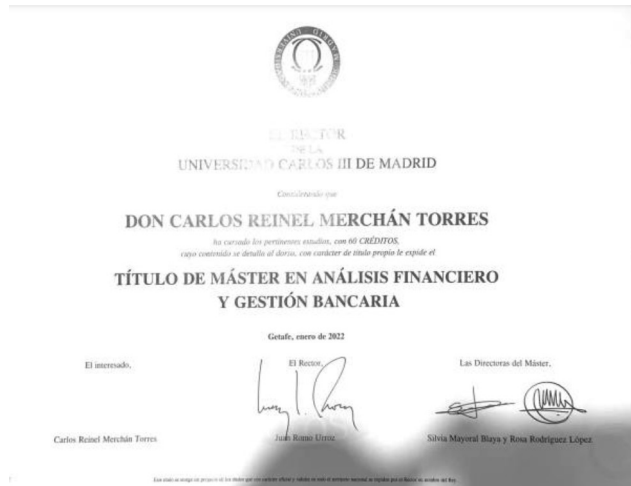 EL RECTOR
DE LA
UNIVERSIDAD CARLOS III DE MADRID
Considerando que
DON CARLOS REINEL MERCHÁN TORRES
ha cursado los pertinentes estudios, con 60 CRÉDITOS,
cuyo contenido se detalla al dorso, con carácter de título propio le expide el
TÍTULO DE MÁSTER EN ANÁLISIS FINANCIERO
Y GESTIÓN BANCARIA
Getafe, enero de 2022
El interesado,
El Rector,
Las Directoras del Máster,
Carlos Reinel Merchán Torres
Juan Romo Urroz
Silvia Mayoral Blaya y Rosa Rodríguez López